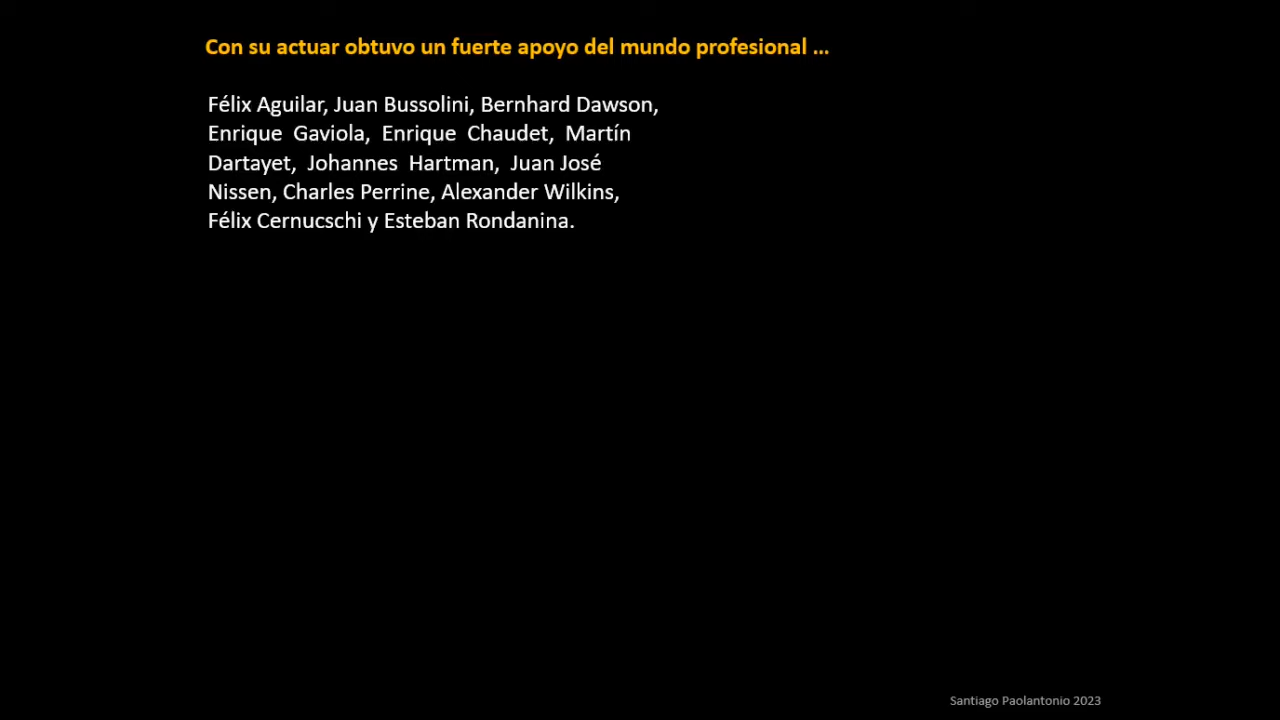 Con su actuar obtuvo un fuerte apoyo del mundo profesional ...
Félix Aguilar, Juan Bussolini, Bernhard Dawson,
Enrique Gaviola, Enrique Chaudet, Martín
Dartayet, Johannes Hartman, Juan José
Nissen, Charles Perrine, Alexander Wilkins,
Félix Cernucschi y Esteban Rondanina.
Santiago Paolantonio 2023